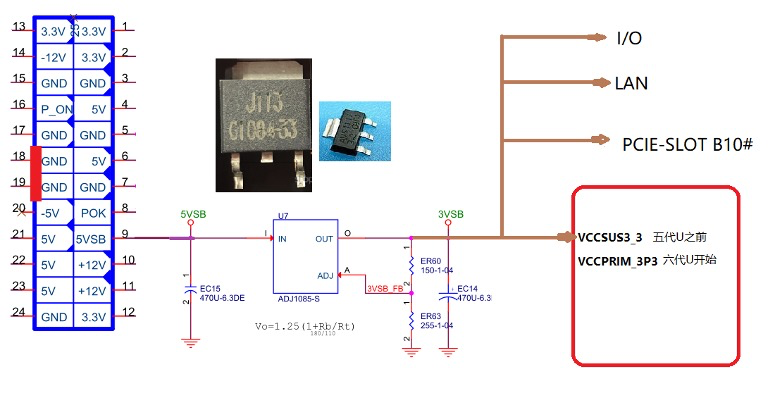 13 3.3V 3.3V 1
25
14 -12V 3.3V 2
15 GND GND 3
16 P_ON 5V 4
17 GND GND 5
18 GND 5V 6
19 GND GND 7
20 -5V POK 8
21 5V 5VSB 9
22 5V +12V 10
23 5V +12V 11
24 GND 3.3V 12
5VSB
1
2
EC15
470U-6.3DE
U7
I IN OUT O
ADJ A
ADJ1085-S
Vo=1.25(1+Rb/Rt)
180/110
3VSB
3VSB_FB
1
ER60
150-1-04
2
1
ER63
255-1-04
2
1
EC14
470U-6.3
I/O
LAN
PCIE-SLOT B10#
VCCSUS3_3 五代U之前
VCCPRIM_3P3 六代U开始